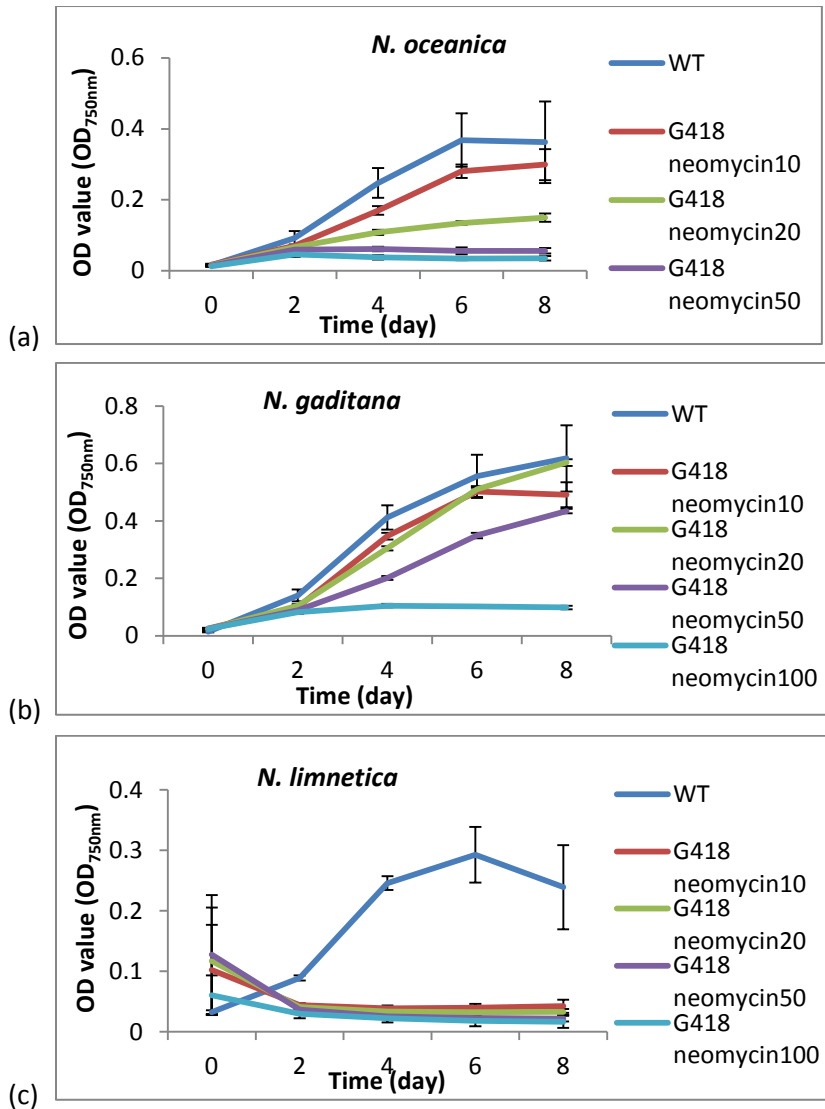 N. oceanica
OD value (OD750nm)
0.6
0.4
0.2
0
0 2 4 6 8
Time (day)
WT
G418
neomycin10
G418
neomycin20
G418
neomycin50
(a)
N. gaditana
OD value (OD750nm)
0.8
0.6
0.4
0.2
0
0 2 4 6 8
Time (day)
WT
G418
neomycin10
G418
neomycin20
G418
neomycin50
G418
neomycin100
(b)
N. limnetica
OD value (OD750nm)
0.4
0.3
0.2
0.1
0
0 2 4 6 8
Time (day)
WT
G418
neomycin10
G418
neomycin20
G418
neomycin50
G418
neomycin100
(c)